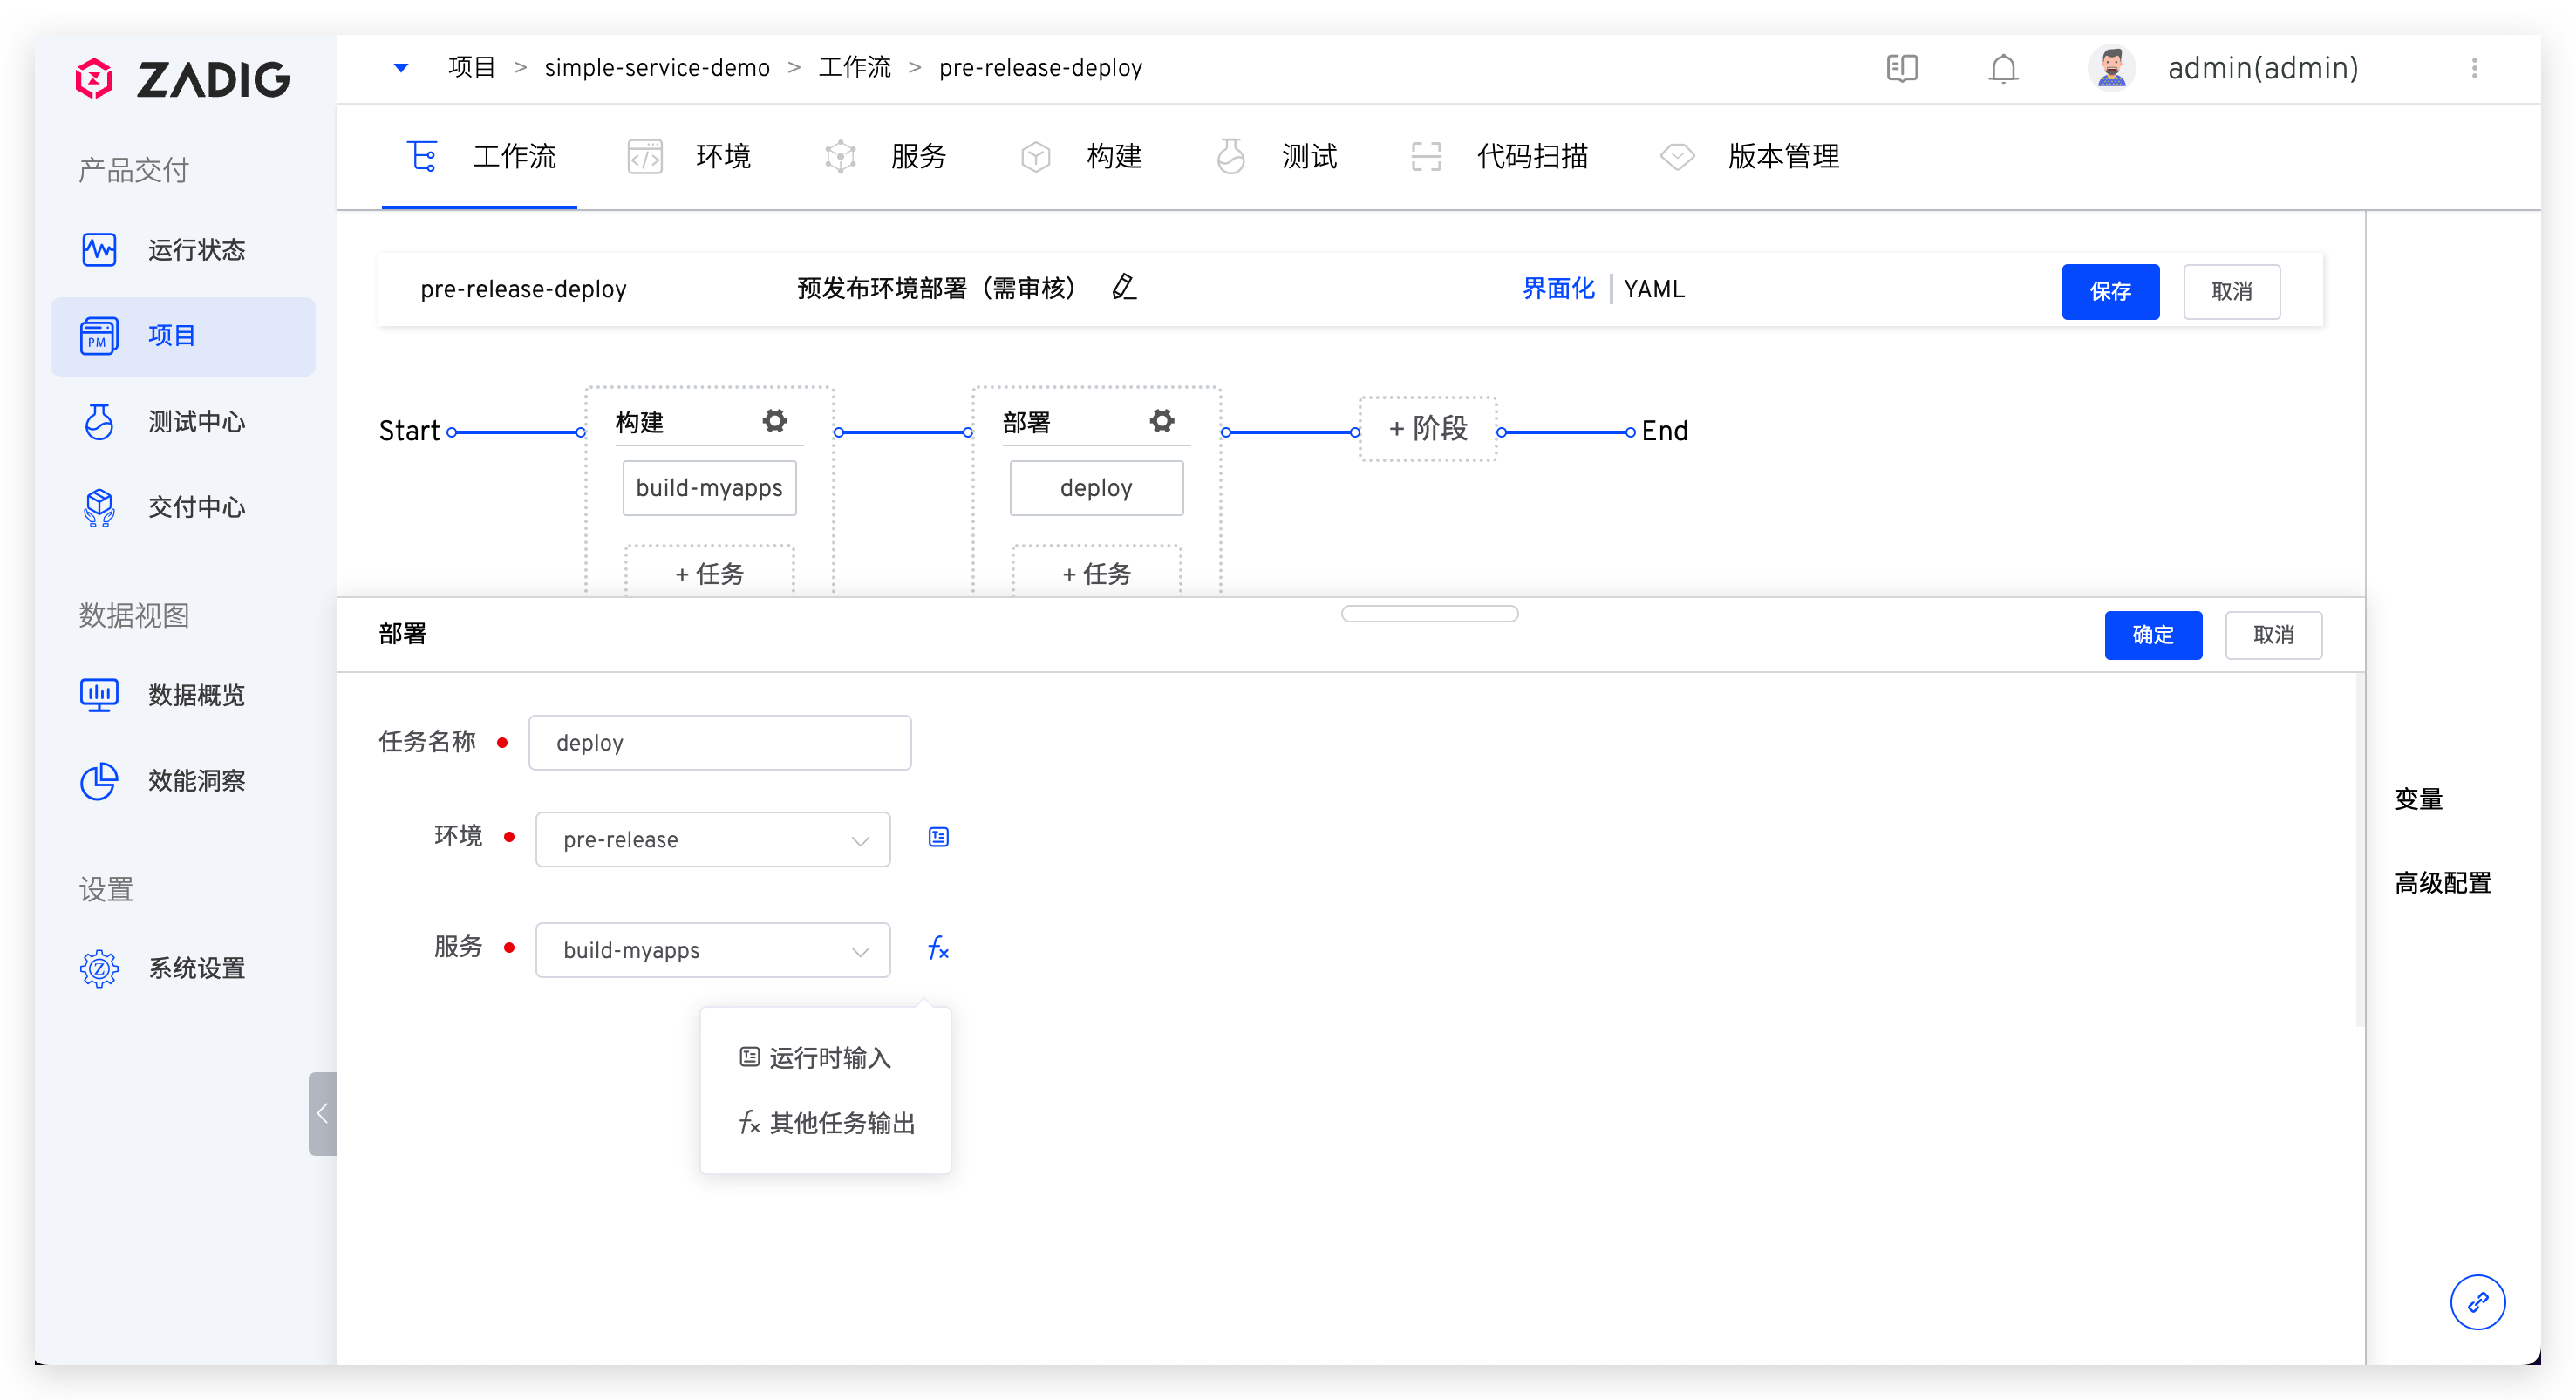 ZADIG
项目 > simple-service-demo > 工作流 > pre-release-deploy
admin(admin)
产品交付
运行状态
PM
项目
测试中心
交付中心
数据视图
数据概览
效能洞察
设置
系统设置
工作流
环境
服务
构建
测试
代码扫描
版本管理
pre-release-deploy
预发布环境部署（需审核）
界面化 | YAML
保存
取消
Start
构建
build-myapps
+ 任务
部署
deploy
+ 任务
+ 阶段
End
部署
确定
取消
任务名称
deploy
环境
pre-release
服务
build-myapps
fx
运行时输入
fx 其他任务输出
变量
高级配置